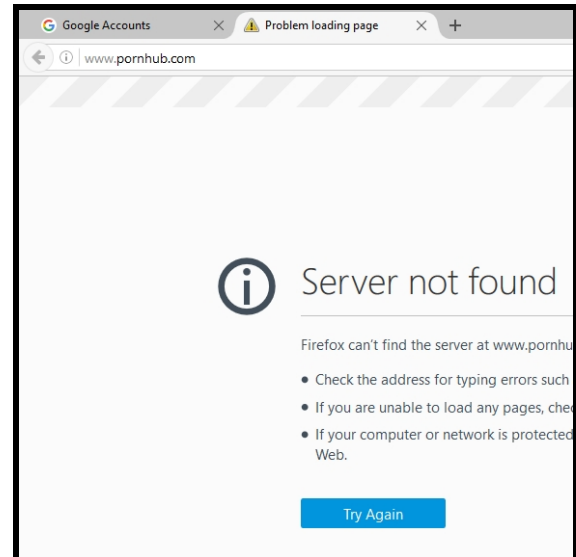 Google Accounts
Problem loading page
www.pornhub.com
Server not found
Firefox can't find the server at www.pornhu
Check the address for typing errors such
If you are unable to load any pages, che
If your computer or network is protected
Web.
Try Again